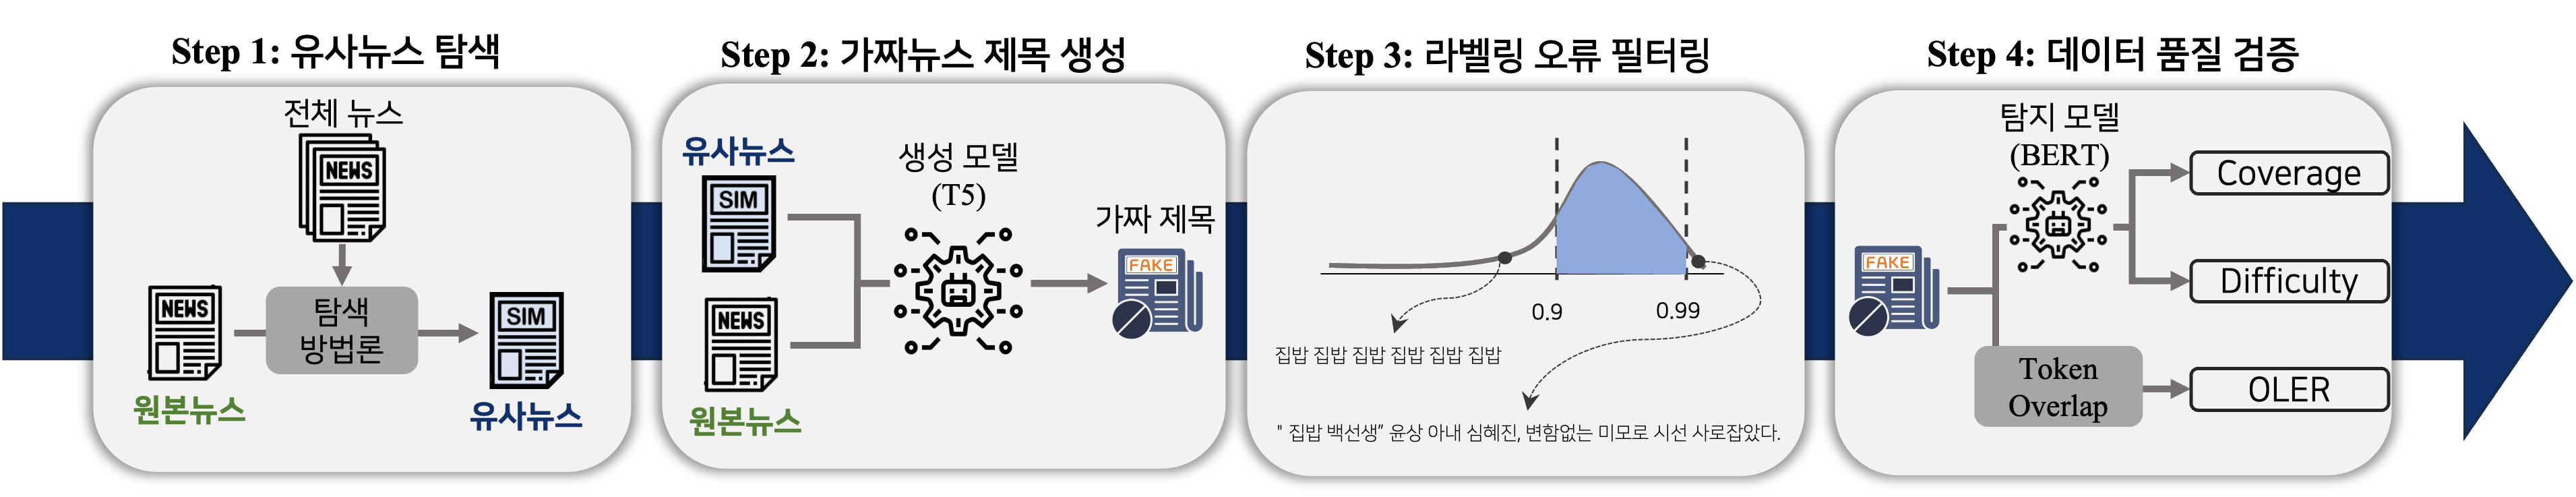 Step 1: 유사뉴스 탐색
전체 뉴스
NEWS
NEWS
탐색
방법론
SIM
원본뉴스
유사뉴스
Step 2: 가짜뉴스 제목 생성
유사뉴스
SIM
NEWS
원본뉴스
생성 모델
(T5)
가짜 제목
FAKE
Step 3: 라벨링 오류 필터링
0.9
0.99
집밥 집밥 집밥 집밥 집밥 집밥
" 집밥 백선생” 윤상 아내 심혜진, 변함없는 미모로 시선 사로잡았다.
Step 4: 데이터 품질 검증
FAKE
탐지 모델
(BERT)
Coverage
Difficulty
Token
Overlap
OLER